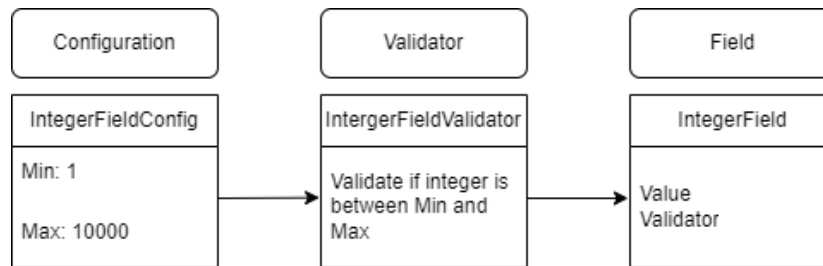 Configuration
Validator
Field
IntegerFieldConfig
Min: 1
Max: 10000
IntergerFieldValidator
Validate if integer is
between Min and
Max
IntegerField
Value
Validator